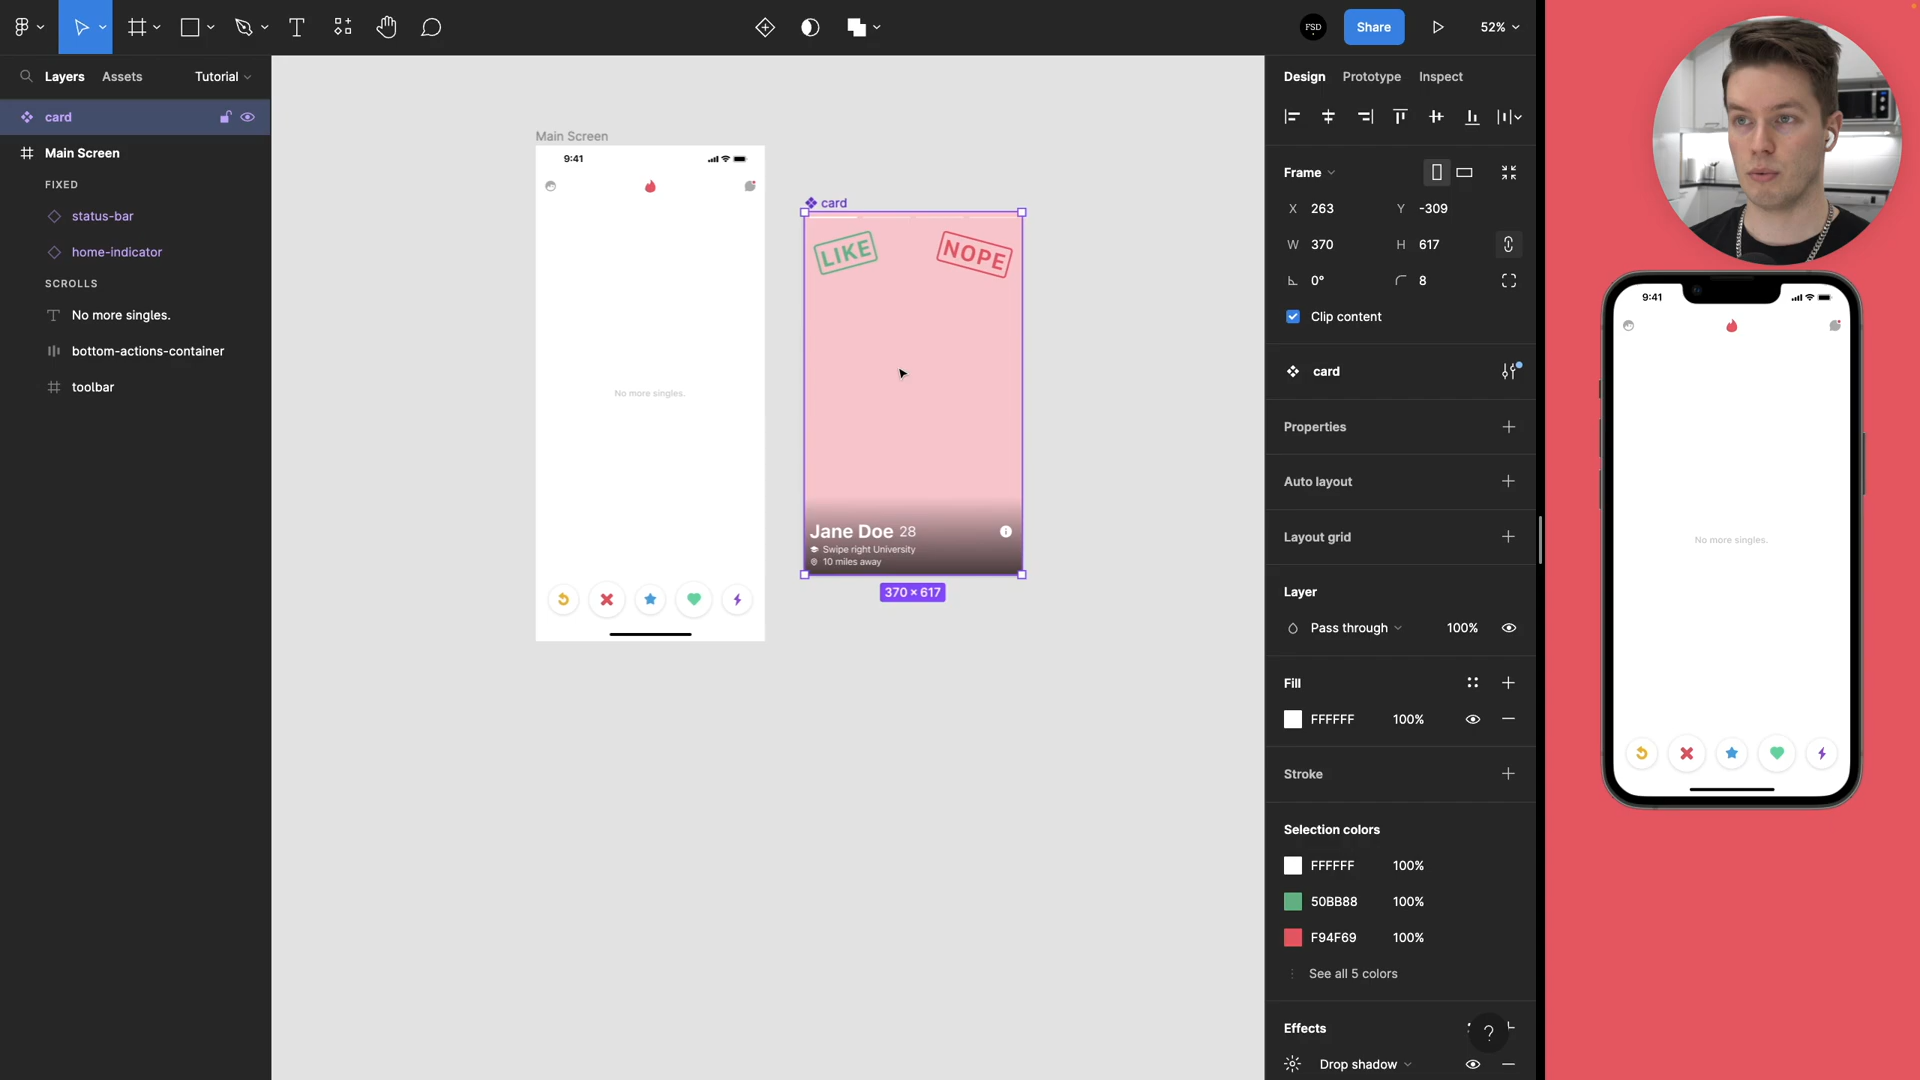 Share
52%
Layers
Assets
Tutorial
card
Main Screen
FIXED
status-bar
home-indicator
SCROLLS
No more singles.
bottom-actions-container
toolbar
Main Screen
9:41
No more singles.
card
LIKE
NOPE
Jane Doe 28
Swipe right University
10 miles away
370 × 617
Design
Prototype
Inspect
Frame
X 263
Y -309
W 370
H 617
0°
8
Clip content
card
Properties
Auto layout
Layout grid
Layer
Pass through
100%
Fill
FFFFFF
100%
Stroke
Selection colors
FFFFFF
100%
50BB88
100%
F94F69
100%
See all 5 colors
Effects
?
Drop shadow
FSD
9:41
No more singles.